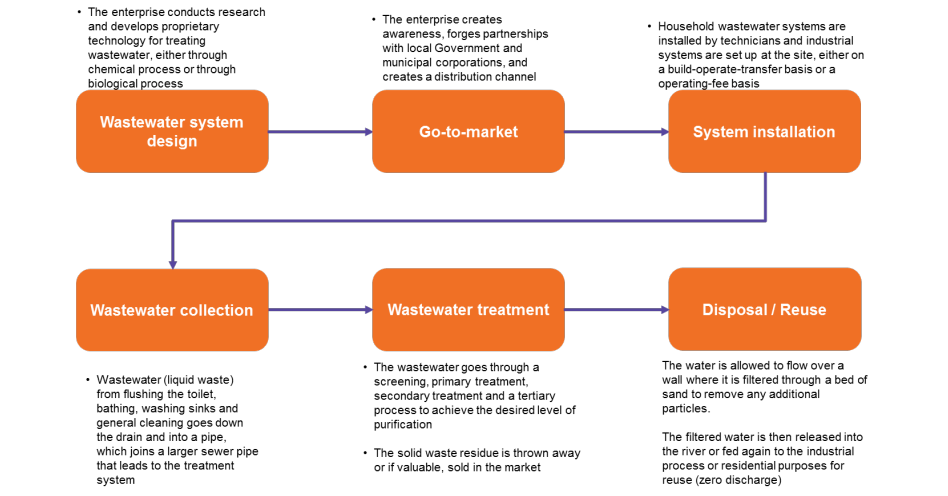 • The enterprise conducts research
and develops proprietary
technology for treating
wastewater, either through
chemical process or through
biological process
• The enterprise creates
awareness, forges partnerships
with local Government and
municipal corporations, and
creates a distribution channel
• Household wastewater systems are
installed by technicians and industrial
systems are set up at the site, either on
a build-operate-transfer basis or a
operating-fee basis
Wastewater system
design
Go-to-market
System installation
Wastewater collection
Wastewater treatment
Disposal / Reuse
• Wastewater (liquid waste)
from flushing the toilet,
bathing, washing sinks and
general cleaning goes down
the drain and into a pipe,
which joins a larger sewer pipe
that leads to the treatment
system
• The wastewater goes through a
screening, primary treatment,
secondary treatment and a tertiary
process to achieve the desired level of
purification
• The solid waste residue is thrown away
or if valuable, sold in the market
The water is allowed to flow over a
wall where it is filtered through a bed of
sand to remove any additional
particles.
The filtered water is then released into
the river or fed again to the industrial
process or residential purposes for
reuse (zero discharge)